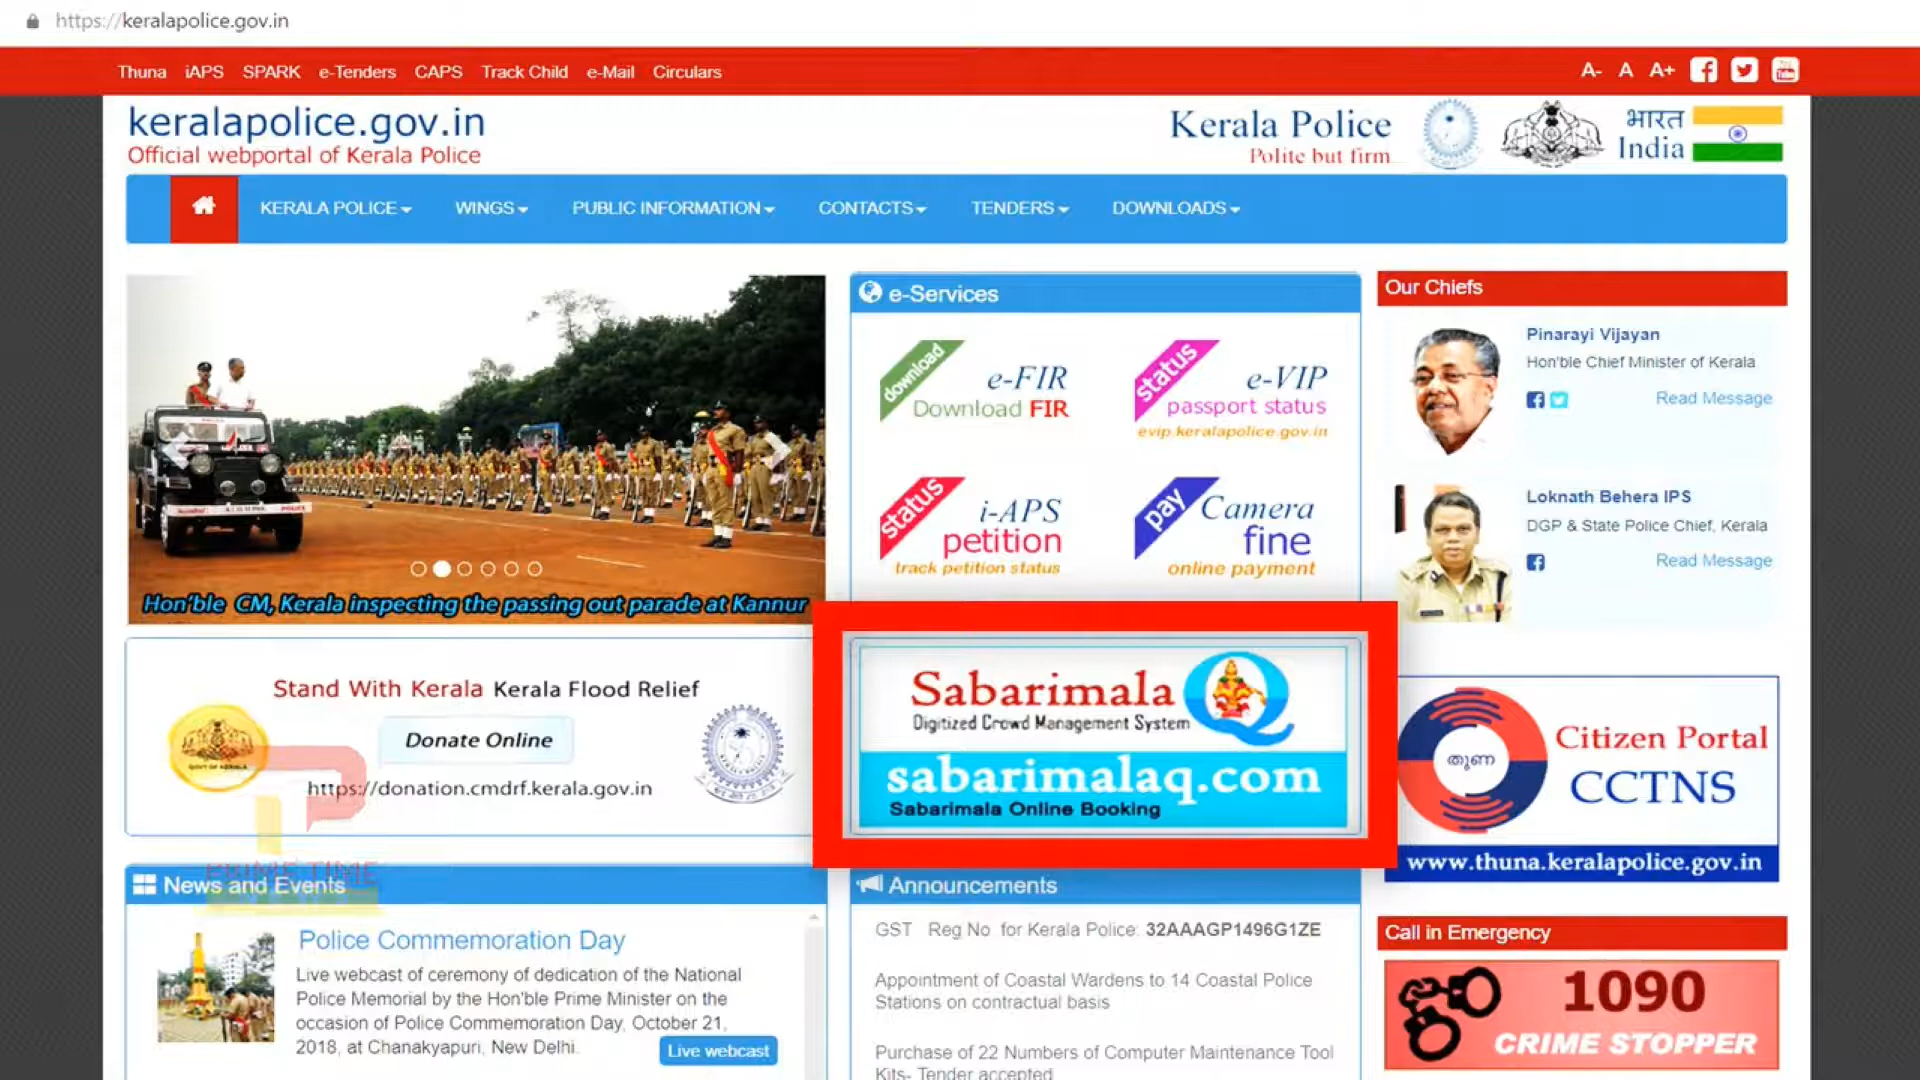 https://keralapolice.gov.in
Thuna iAPS SPARK e-Tenders CAPS Track Child e-Mail Circulars
A- A A+
You Tube
keralapolice.gov.in
Official webportal of Kerala Police
Kerala Police
Polite but firm
भारत
India
KERALA POLICE WINGS PUBLIC INFORMATION CONTACTS TENDERS DOWNLOADS
POLICE
Hon'ble CM, Kerala inspecting the passing out parade at Kannur
e-Services
download
e-FIR
Download FIR
status
e-VIP
passport status
evip.keralapolice.gov.in
status
i-APS
petition
track petition status
pay
Camera
fine
online payment
Our Chiefs
Pinarayi Vijayan
Hon'ble Chief Minister of Kerala
Read Message
Loknath Behera IPS
DGP & State Police Chief, Kerala
Read Message
Stand With Kerala Kerala Flood Relief
Donate Online
https://donation.cmdrf.kerala.gov.in
GOVT OF KERALA
PRIME TIME
Sabarimala Q
Digitized Crowd Management System
sabarimalaq.com
Sabarimala Online Booking
തുണ
Citizen Portal
CCTNS
www.thuna.keralapolice.gov.in
News and Events
Police Commemoration Day
Live webcast of ceremony of dedication of the National
Police Memorial by the Hon'ble Prime Minister on the
occasion of Police Commemoration Day, October 21,
2018, at Chanakyapuri, New Delhi.
Live webcast
Announcements
GST Reg No for Kerala Police: 32AAAGP1496G1ZE
Appointment of Coastal Wardens to 14 Coastal Police
Stations on contractual basis
Purchase of 22 Numbers of Computer Maintenance Tool
Kits- Tender accepted
Call in Emergency
1090
CRIME STOPPER